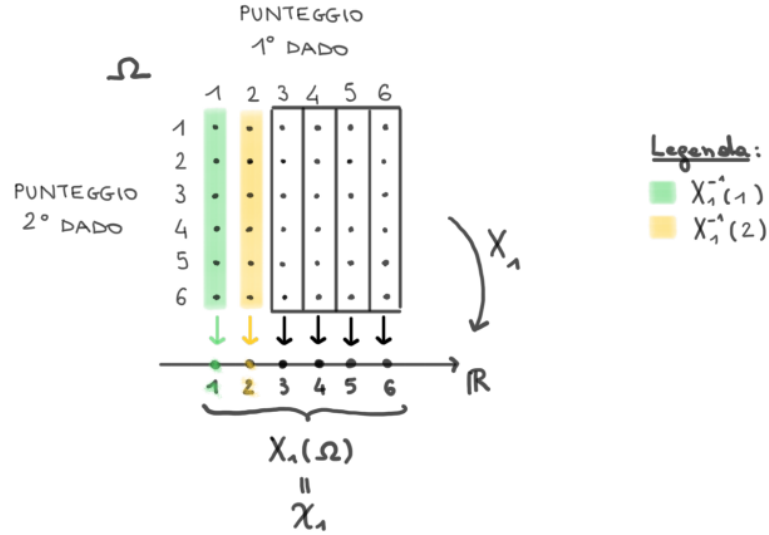 PUNTEGGIO
1° DADO
Ω
1 2 3 4 5 6
1
2
3
4
5
6
PUNTEGGIO
2° DADO
X₁
Legenda:
X₁⁻¹(1)
X₁⁻¹(2)
1 2 3 4 5 6
ℝ
X₁(Ω)
=
𝒳₁